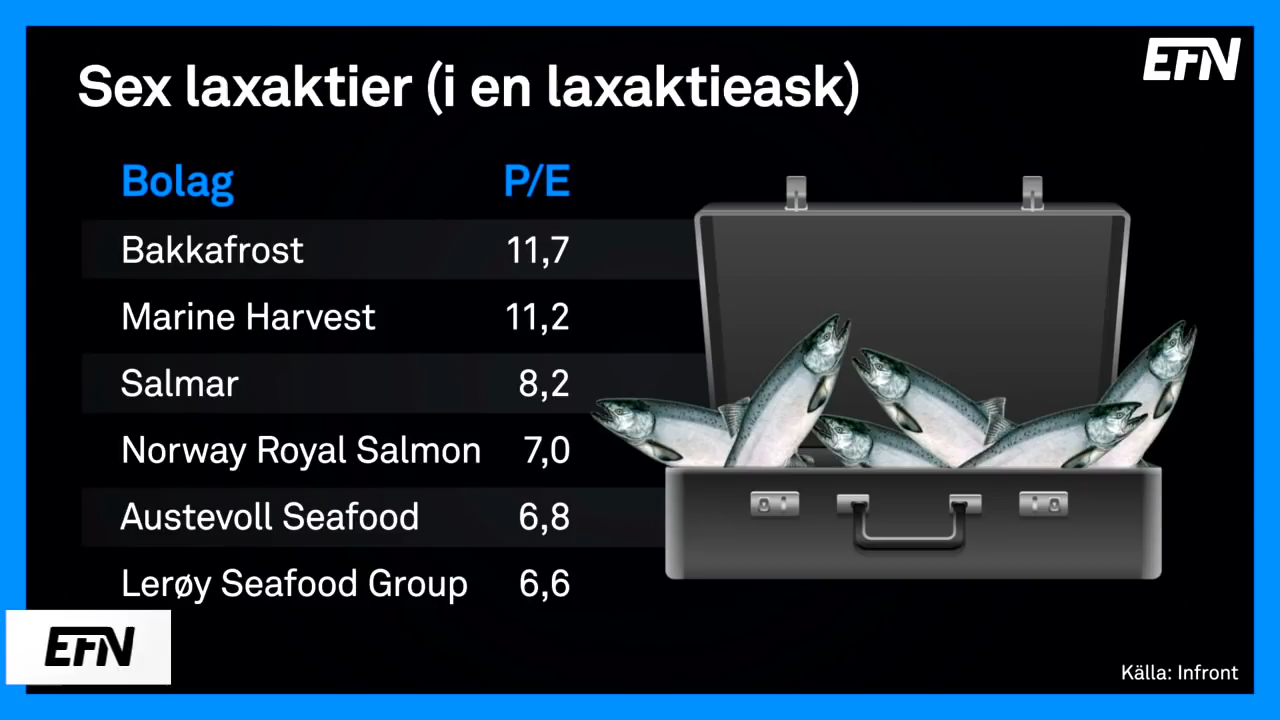 EFN
Sex laxaktier (i en laxaktieask)
Bolag P/E
Bakkafrost 11,7
Marine Harvest 11,2
Salmar 8,2
Norway Royal Salmon 7,0
Austevoll Seafood 6,8
Lerøy Seafood Group 6,6
EFN
Källa: Infront